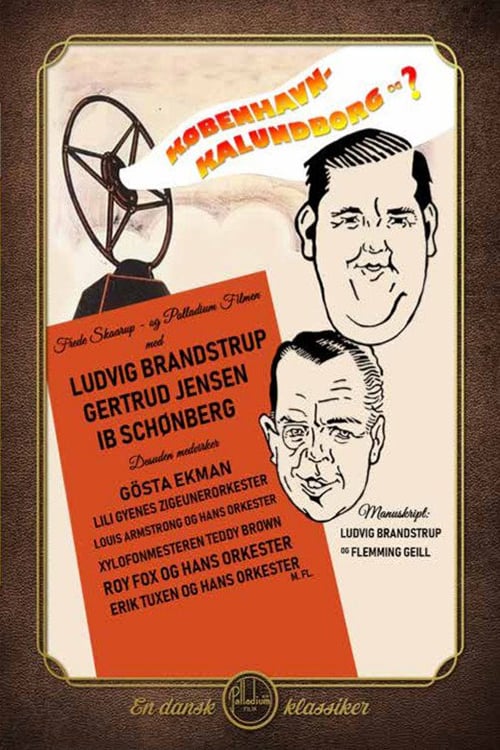 KØBENHAVN-
KALUNDBORG OG ?
Frede Skaarup - og Palladium Filmen
med
LUDVIG BRANDSTRUP
GERTRUD JENSEN
IB SCHØNBERG
Desuden medvirker
GÖSTA EKMAN
LILI GYENES ZIGEUNERORKESTER
LOUIS ARMSTRONG OG HANS ORKESTER
XYLOFONMESTEREN TEDDY BROWN
ROY FOX OG HANS ORKESTER
ERIK TUXEN OG HANS ORKESTER
M. FL.
Manuskript:
LUDVIG BRANDSTRUP
OG FLEMMING GEILL
En dansk Palladium FILM klassiker